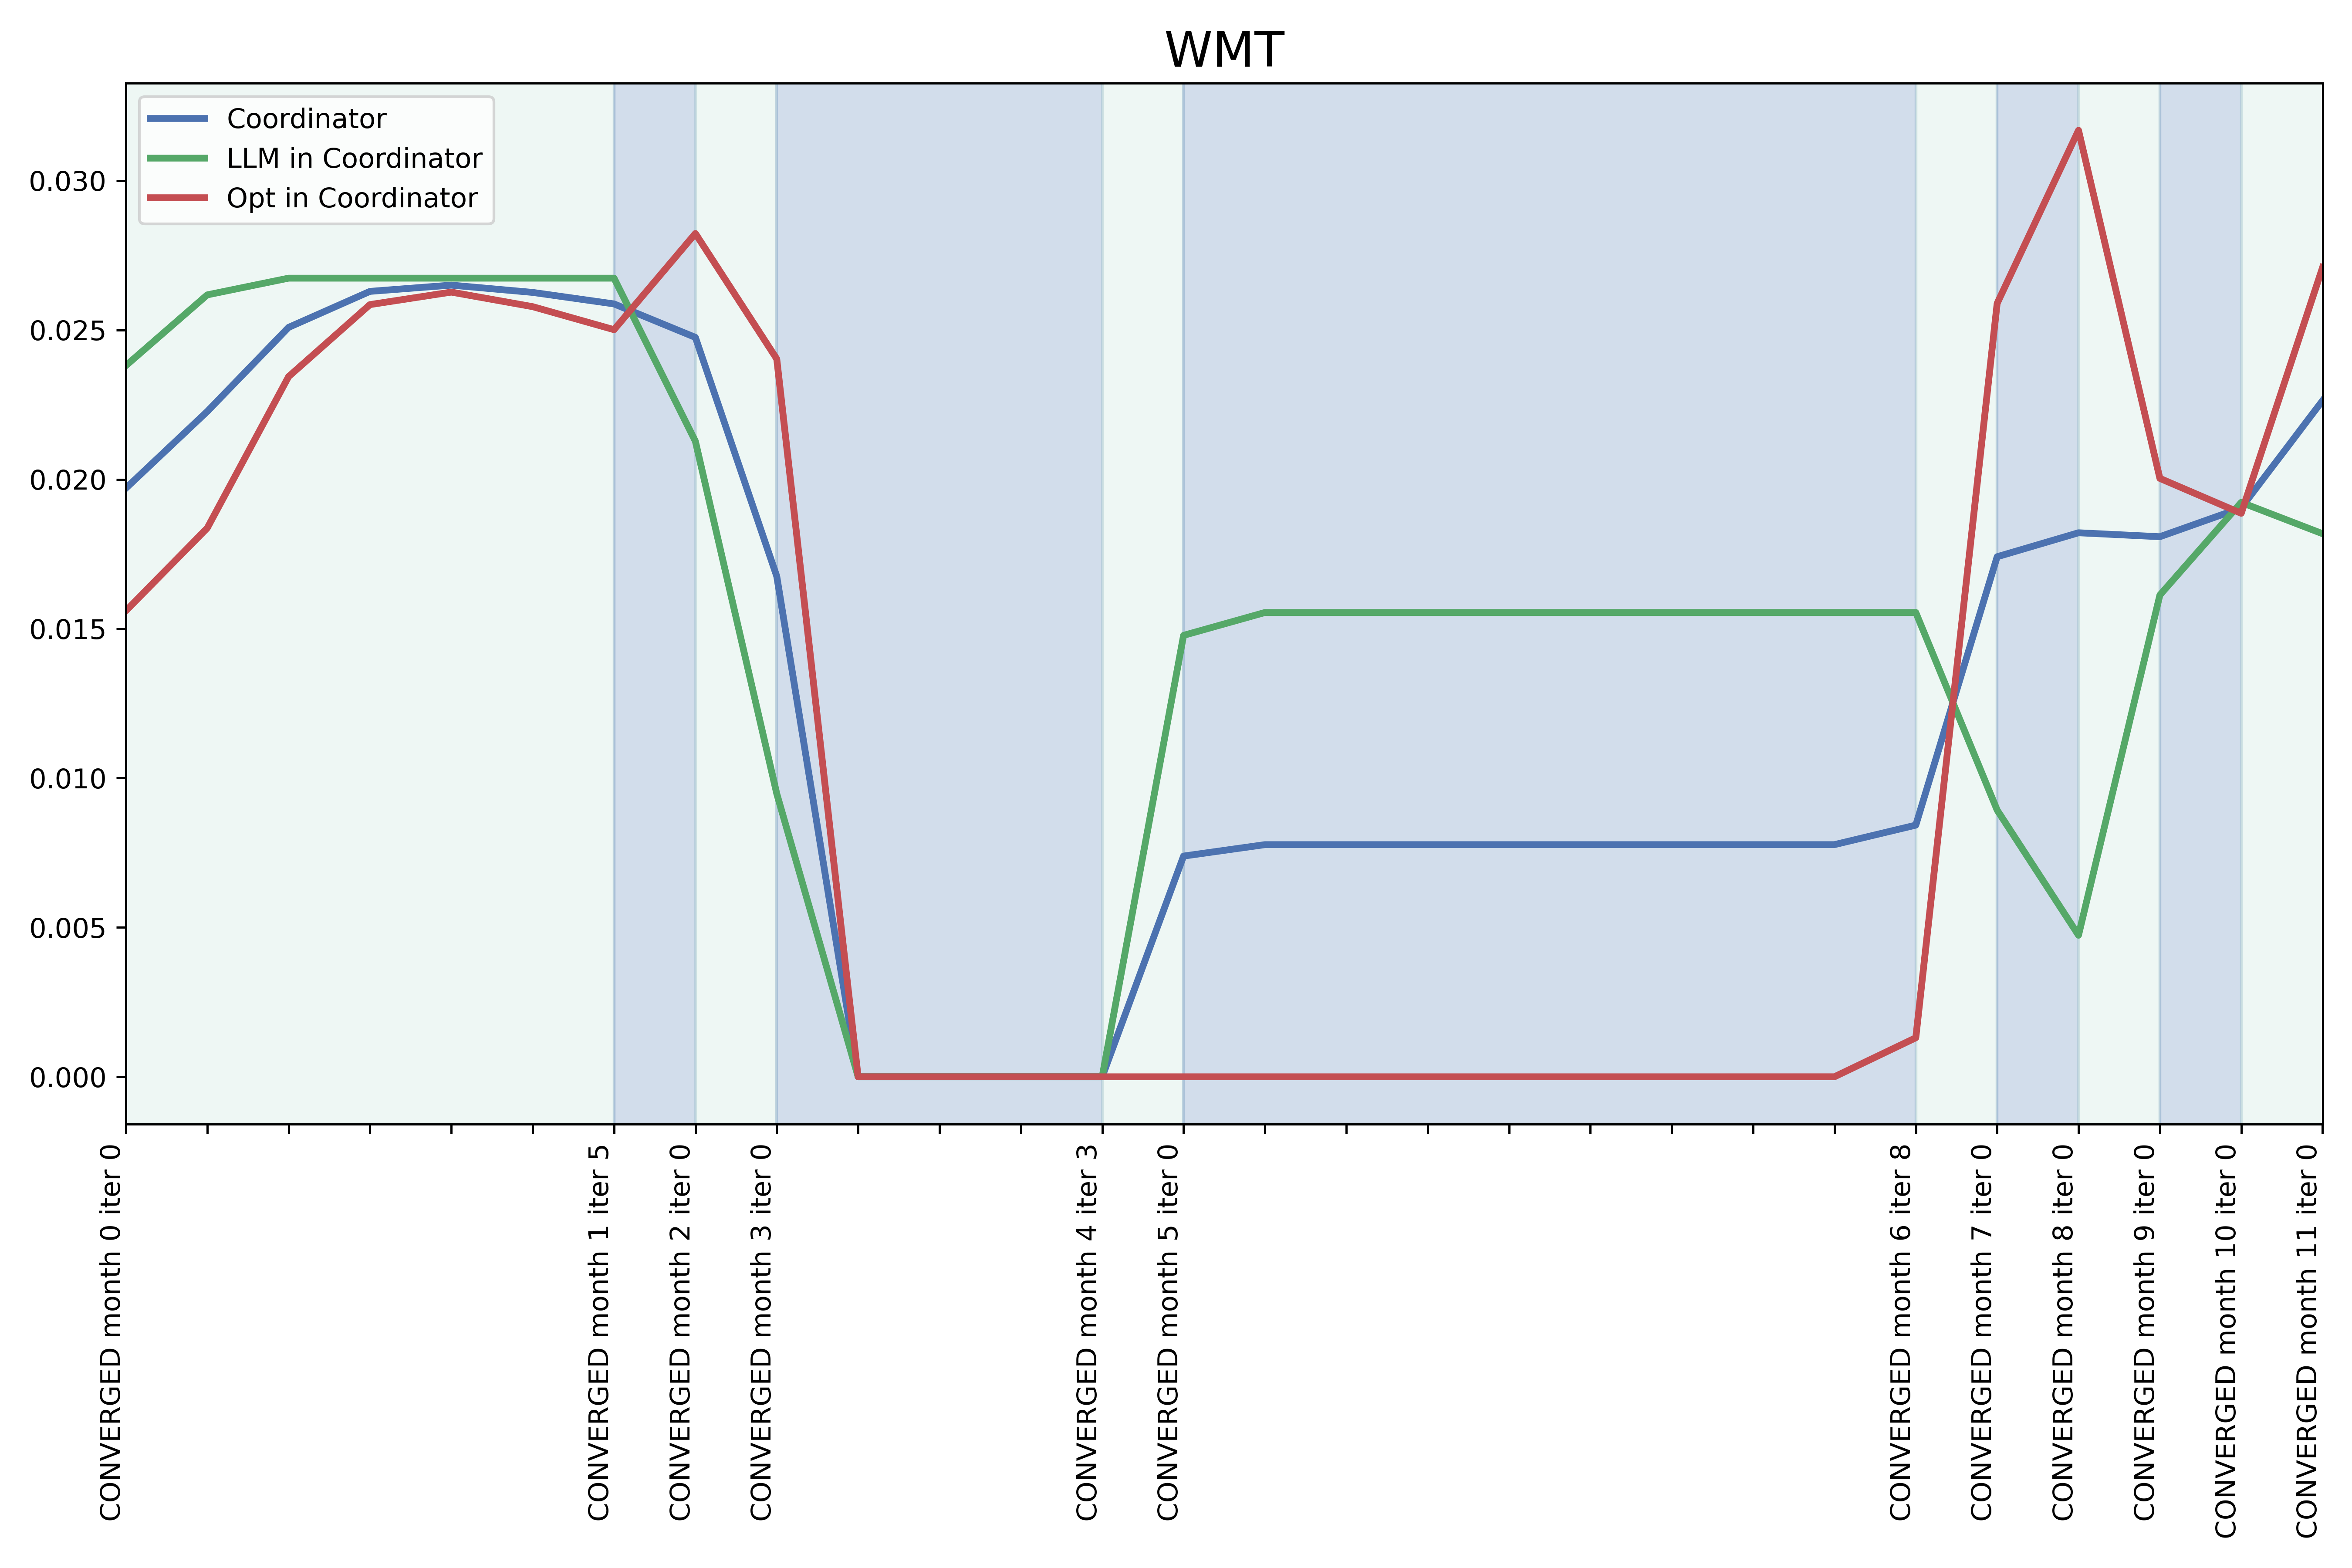 WMT
Coordinator
LLM in Coordinator
Opt in Coordinator
0.030
0.025
0.020
0.015
0.010
0.005
0.000
CONVERGED month 0 iter 0
CONVERGED month 1 iter 5
CONVERGED month 2 iter 0
CONVERGED month 3 iter 0
CONVERGED month 4 iter 3
CONVERGED month 5 iter 0
CONVERGED month 6 iter 8
CONVERGED month 7 iter 0
CONVERGED month 8 iter 0
CONVERGED month 9 iter 0
CONVERGED month 10 iter 0
CONVERGED month 11 iter 0